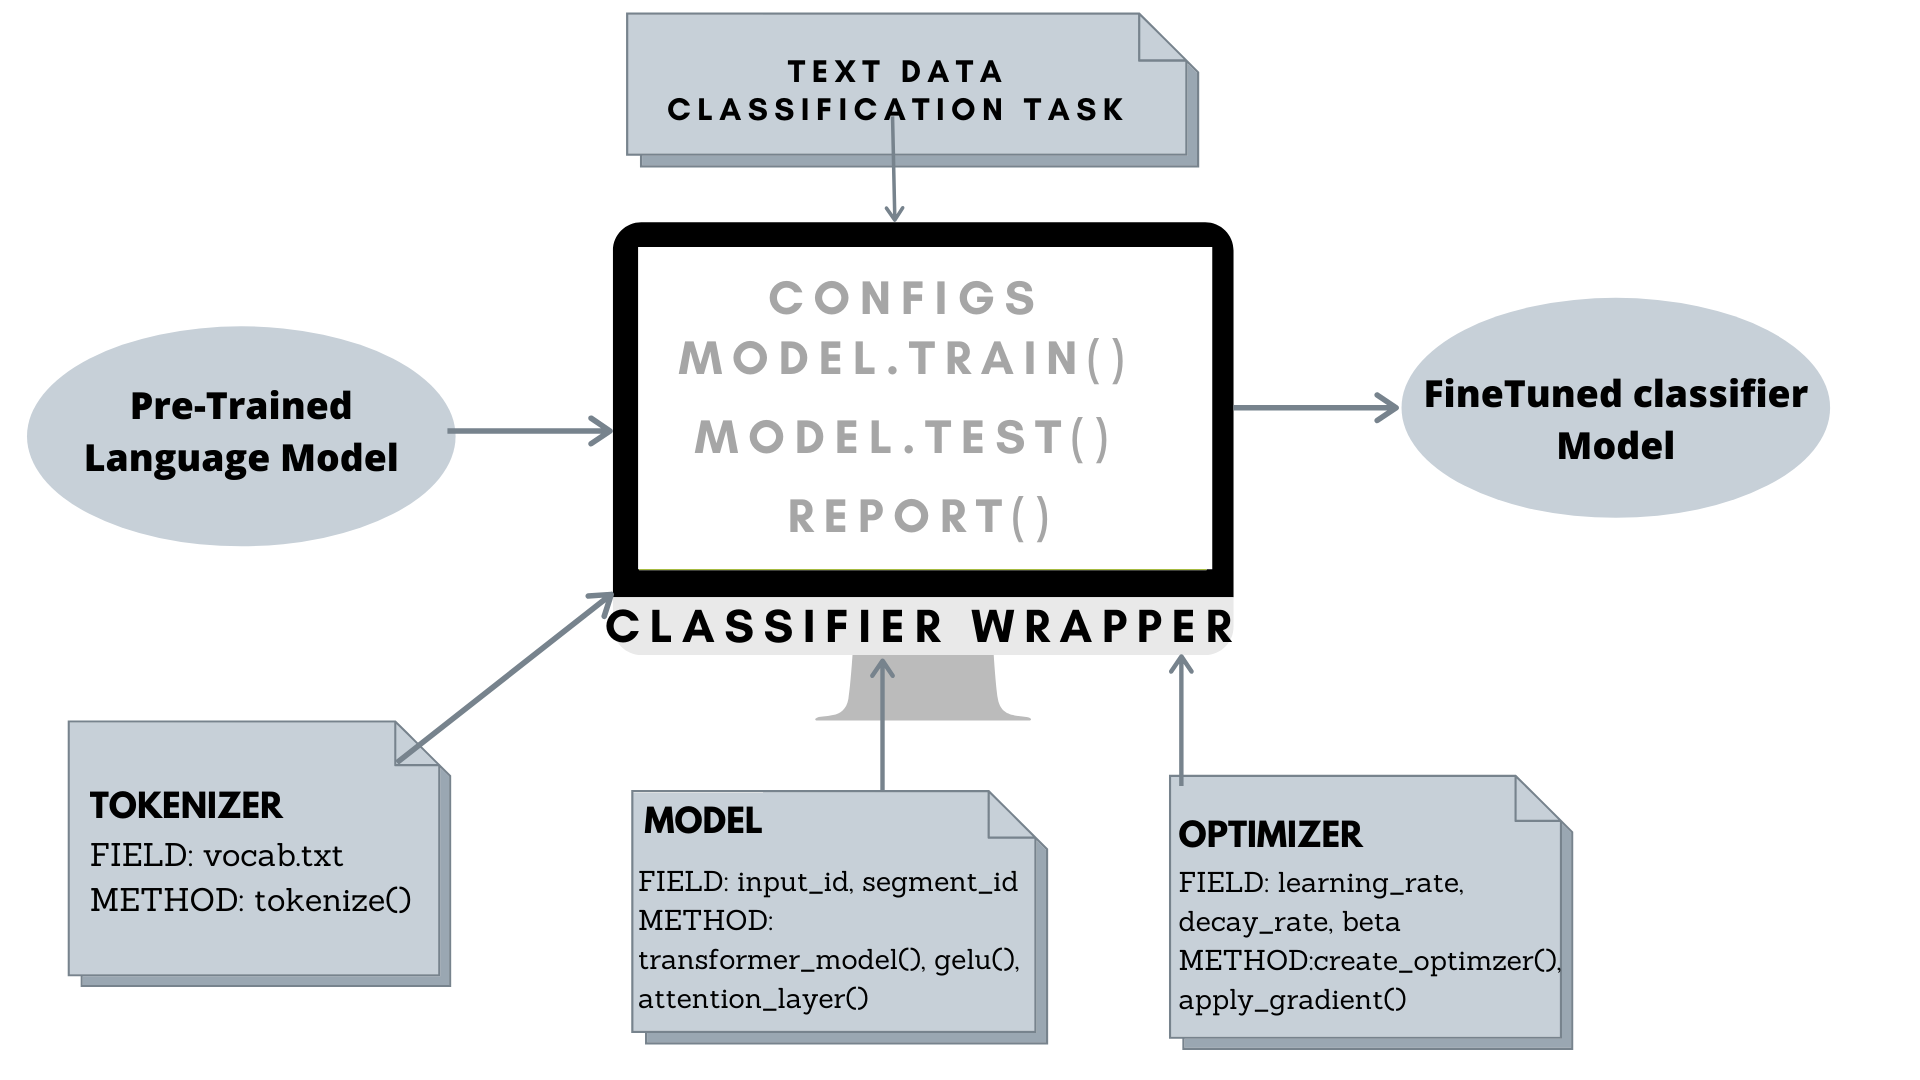 TEXT DATA
CLASSIFICATION TASK
CONFIGS
MODEL.TRAIN()
MODEL.TEST()
REPORT()
CLASSIFIER WRAPPER
Pre-Trained
Language Model
FineTuned classifier
Model
TOKENIZER
FIELD: vocab.txt
METHOD: tokenize()
MODEL
FIELD: input_id, segment_id
METHOD:
transformer_model(), gelu(),
attention_layer()
OPTIMIZER
FIELD: learning_rate,
decay_rate, beta
METHOD:create_optimzer(),
apply_gradient()